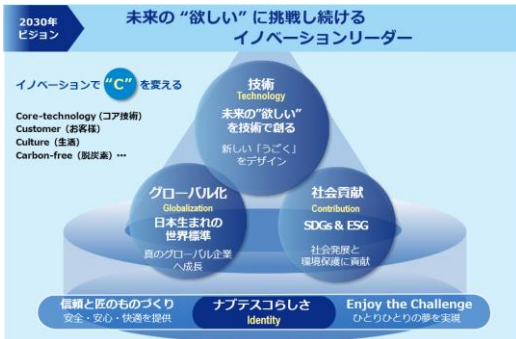 2030年
ビジョン
未来の “欲しい” に挑戦し続ける
イノベーションリーダー
イノベーションで “C” を変える
Core-technology (コア技術)
Customer (お客様)
Culture (生活)
Carbon-free (脱炭素) …
技術
Technology
未来の”欲しい”
を技術で創る
新しい「うごく」
をデザイン
グローバル化
Globalization
日本生まれの
世界標準
真のグローバル企業
へ成長
社会貢献
Contribution
SDGs & ESG
社会発展と
環境保護に貢献
信頼と匠のものづくり
安全・安心・快適を提供
ナブテスコらしさ
Identity
Enjoy the Challenge
ひとりひとりの夢を実現